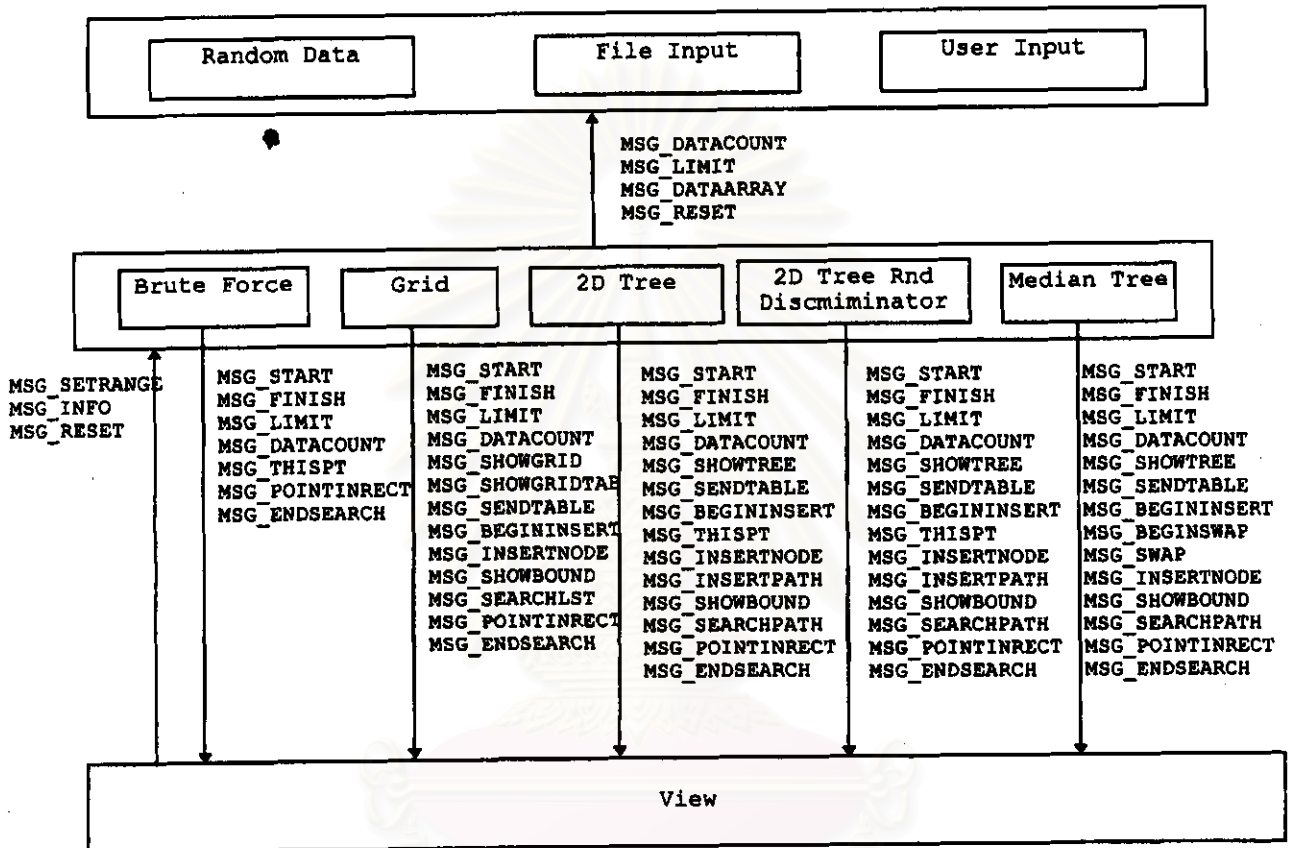 Random Data
File Input
User Input
MSG_DATACOUNT
MSG_LIMIT
MSG_DATAARRAY
MSG_RESET
Brute Force
Grid
2D Tree
2D Tree Rnd
Discmiminator
Median Tree
MSG_SETRANGE
MSG_INFO
MSG_RESET
MSG_START
MSG_FINISH
MSG_LIMIT
MSG_DATACOUNT
MSG_THISPT
MSG_POINTINRECT
MSG_ENDSEARCH
MSG_START
MSG_FINISH
MSG_LIMIT
MSG_DATACOUNT
MSG_SHOWGRID
MSG_SHOWGRIDTAB
MSG_SENDTABLE
MSG_BEGININSERT
MSG_INSERTNODE
MSG_SHOWBOUND
MSG_SEARCHLST
MSG_POINTINRECT
MSG_ENDSEARCH
MSG_START
MSG_FINISH
MSG_LIMIT
MSG_DATACOUNT
MSG_SHOWTREE
MSG_SENDTABLE
MSG_BEGININSERT
MSG_THISPT
MSG_INSERTNODE
MSG_INSERTPATH
MSG_SHOWBOUND
MSG_SEARCHPATH
MSG_POINTINRECT
MSG_ENDSEARCH
MSG_START
MSG_FINISH
MSG_LIMIT
MSG_DATACOUNT
MSG_SHOWTREE
MSG_SENDTABLE
MSG_BEGININSERT
MSG_THISPT
MSG_INSERTNODE
MSG_INSERTPATH
MSG_SHOWBOUND
MSG_SEARCHPATH
MSG_POINTINRECT
MSG_ENDSEARCH
MSG_START
MSG_FINISH
MSG_LIMIT
MSG_DATACOUNT
MSG_SHOWTREE
MSG_SENDTABLE
MSG_BEGININSERT
MSG_BEGINSWAP
MSG_SWAP
MSG_INSERTNODE
MSG_SHOWBOUND
MSG_SEARCHPATH
MSG_POINTINRECT
MSG_ENDSEARCH
View